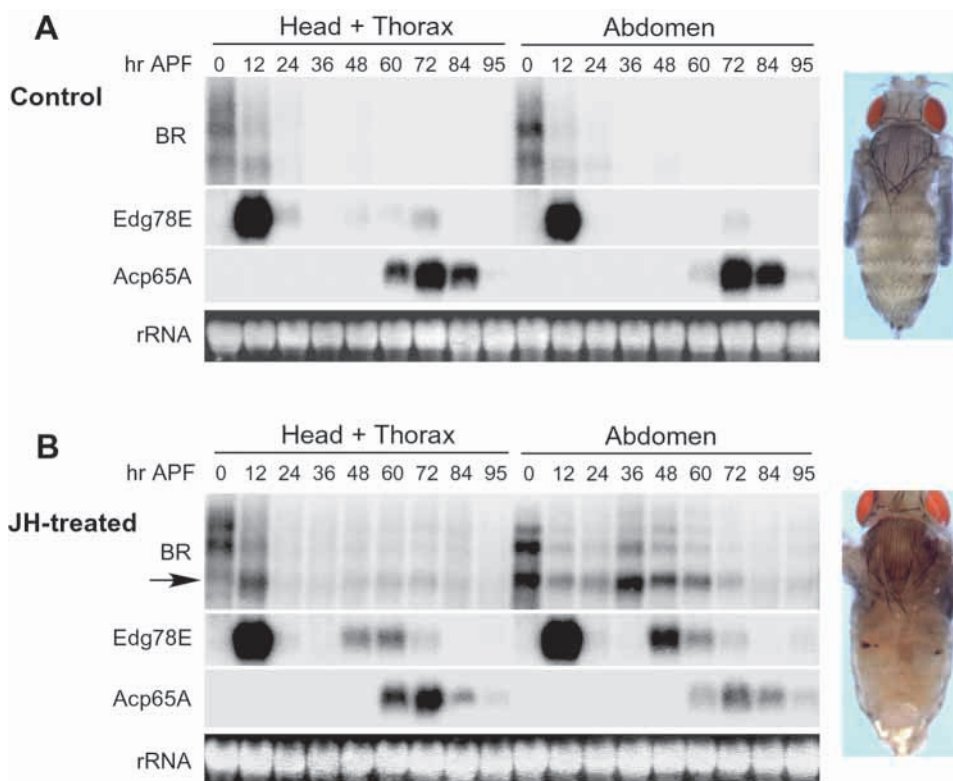 A
Head + Thorax Abdomen
hr APF 0 12 24 36 48 60 72 84 95 0 12 24 36 48 60 72 84 95
Control
BR
Edg78E
Acp65A
rRNA
B
Head + Thorax Abdomen
hr APF 0 12 24 36 48 60 72 84 95 0 12 24 36 48 60 72 84 95
JH-treated
BR
Edg78E
Acp65A
rRNA